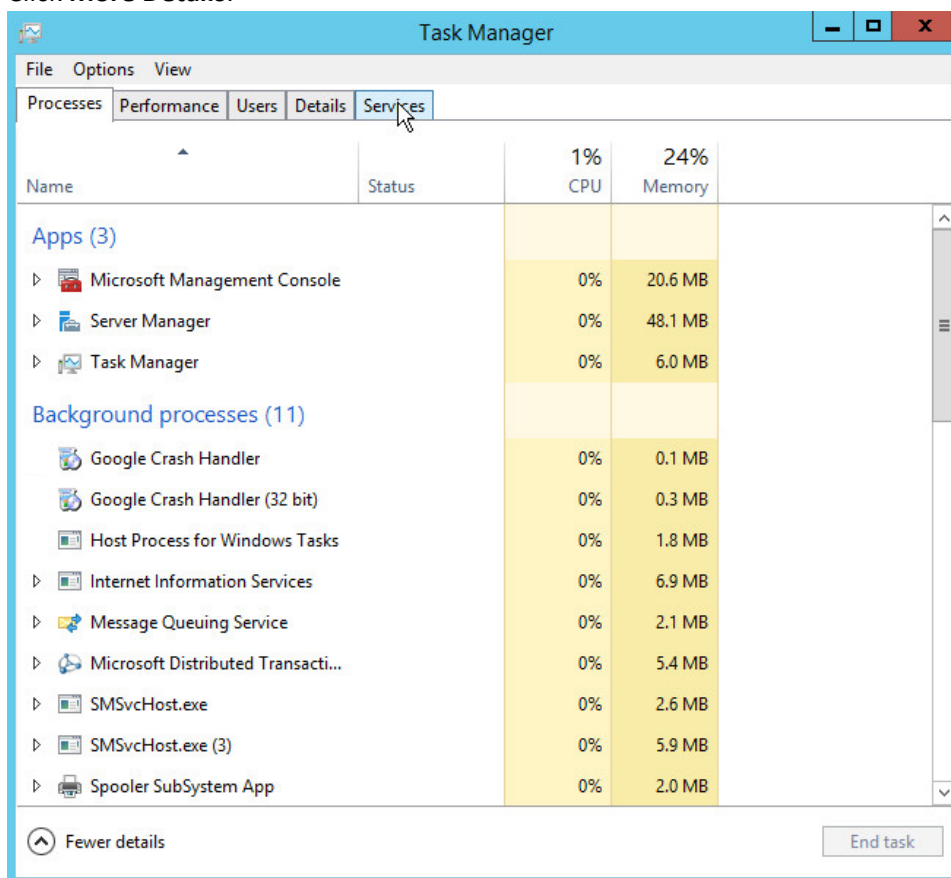 Click More Details.
Task Manager
File Options View
Processes Performance Users Details Services
1% 24%
Name Status CPU Memory
Apps (3)
Microsoft Management Console 0% 20.6 MB
Server Manager 0% 48.1 MB
Task Manager 0% 6.0 MB
Background processes (11)
Google Crash Handler 0% 0.1 MB
Google Crash Handler (32 bit) 0% 0.3 MB
Host Process for Windows Tasks 0% 1.8 MB
Internet Information Services 0% 6.9 MB
Message Queuing Service 0% 2.1 MB
Microsoft Distributed Transacti... 0% 5.4 MB
SMSvcHost.exe 0% 2.6 MB
SMSvcHost.exe (3) 0% 5.9 MB
Spooler SubSystem App 0% 2.0 MB
Fewer details End task